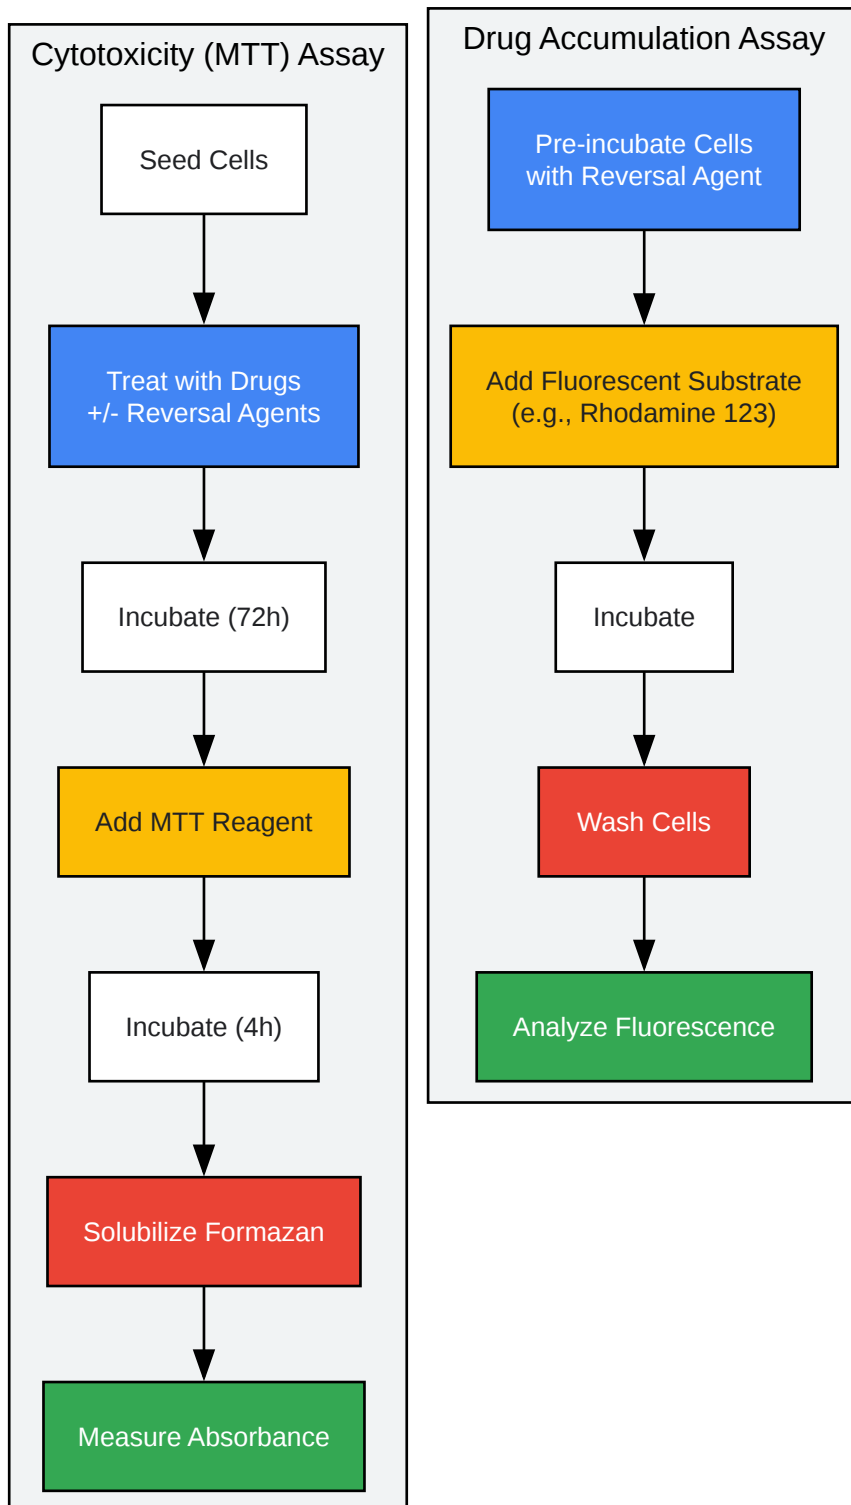 Cytotoxicity (MTT) Assay
Seed Cells
Treat with Drugs
+/- Reversal Agents
Incubate (72h)
Add MTT Reagent
Incubate (4h)
Solubilize Formazan
Measure Absorbance
Drug Accumulation Assay
Pre-incubate Cells
with Reversal Agent
Add Fluorescent Substrate
(e.g., Rhodamine 123)
Incubate
Wash Cells
Analyze Fluorescence